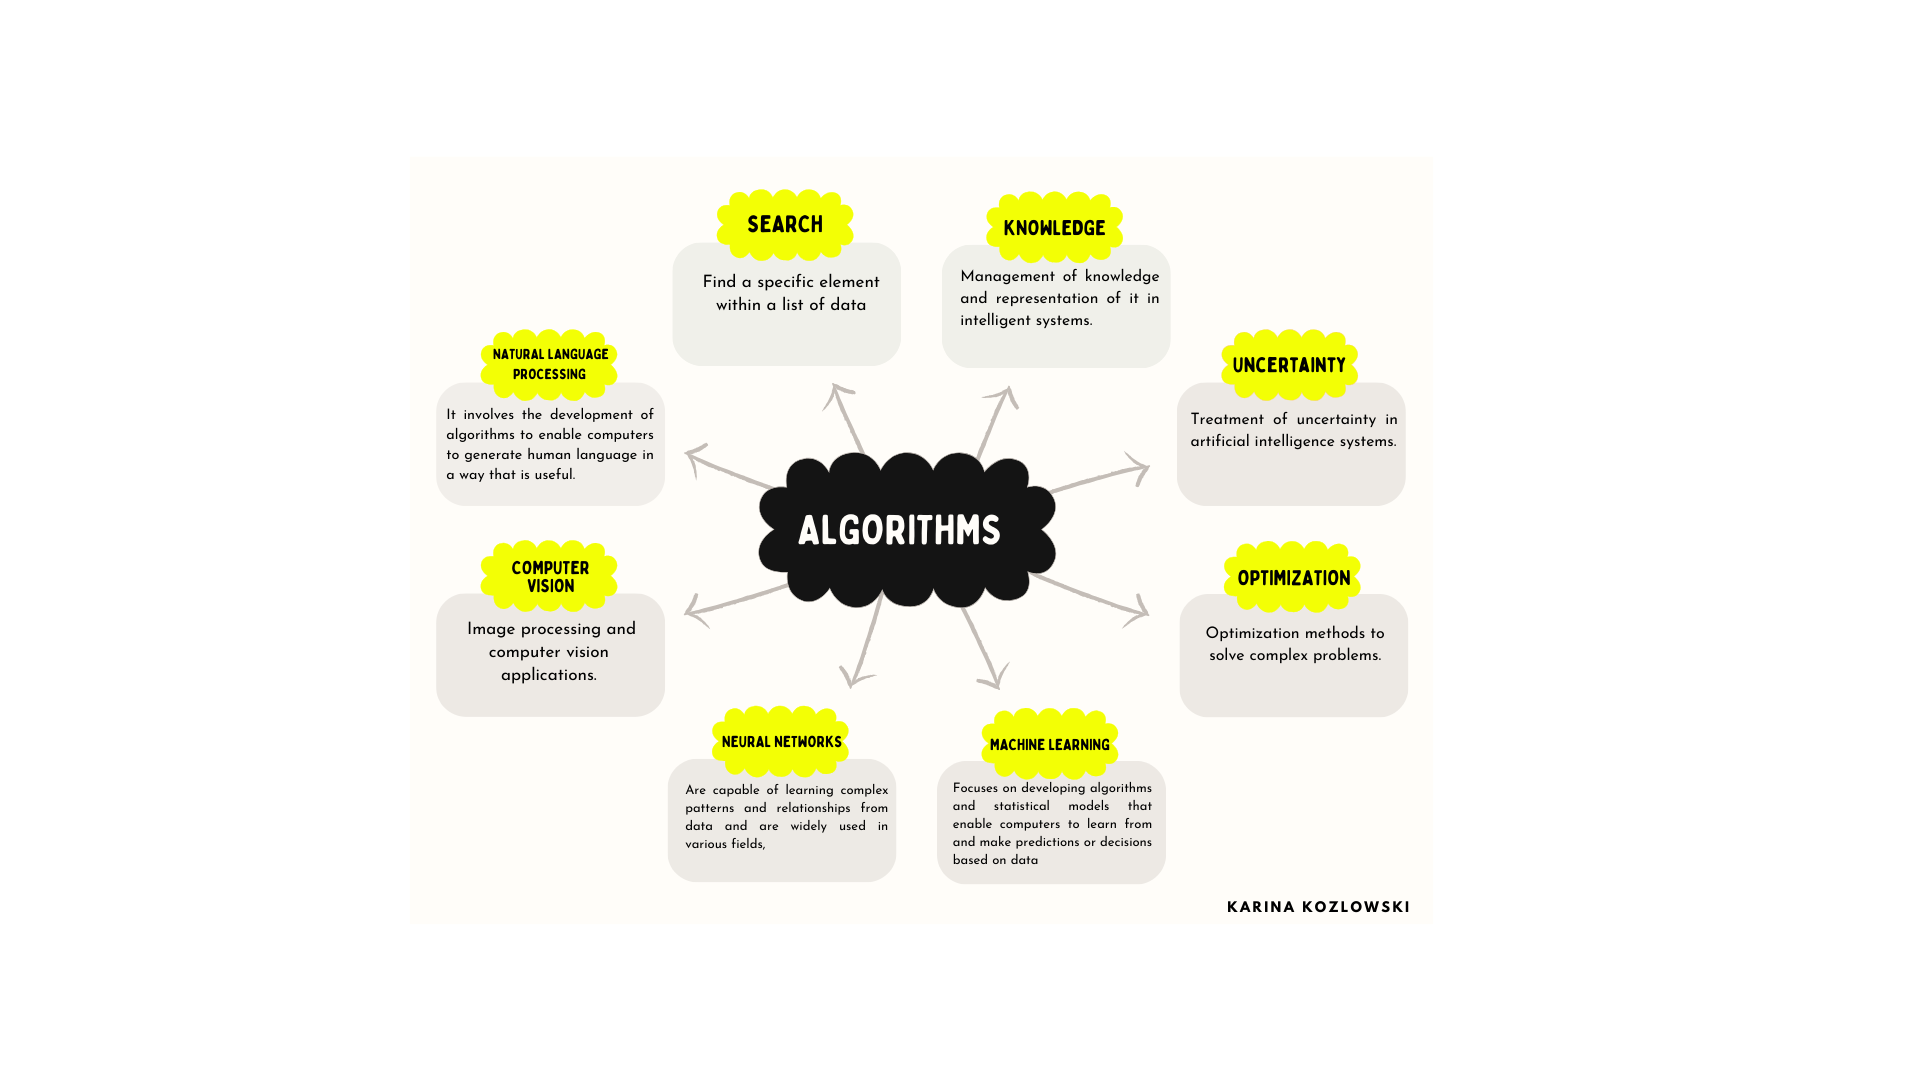 SEARCH
Find a specific element
within a list of data
KNOWLEDGE
Management of knowledge
and representation of it in
intelligent systems.
NATURAL LANGUAGE
PROCESSING
It involves the development of
algorithms to enable computers
to generate human language in
a way that is useful.
UNCERTAINTY
Treatment of uncertainty in
artificial intelligence systems.
ALGORITHMS
COMPUTER
VISION
Image processing and
computer vision
applications.
OPTIMIZATION
Optimization methods to
solve complex problems.
NEURAL NETWORKS
Are capable of learning complex
patterns and relationships from
data and are widely used in
various fields,
MACHINE LEARNING
Focuses on developing algorithms
and statistical models that
enable computers to learn from
and make predictions or decisions
based on data
KARINA KOZLOWSKI